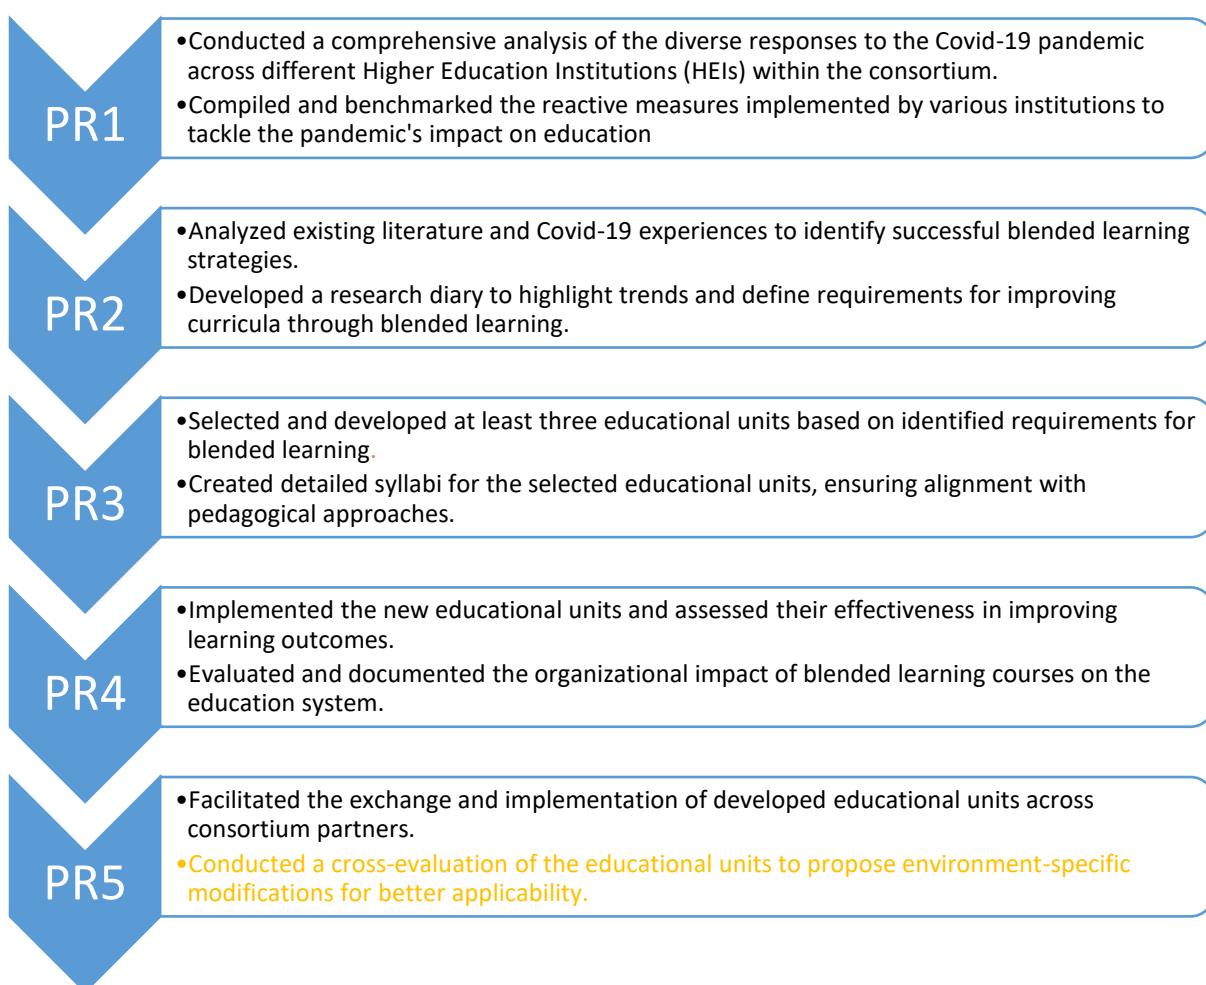 PR1
•Conducted a comprehensive analysis of the diverse responses to the Covid-19 pandemic
across different Higher Education Institutions (HEIs) within the consortium.
•Compiled and benchmarked the reactive measures implemented by various institutions to
tackle the pandemic's impact on education
PR2
•Analyzed existing literature and Covid-19 experiences to identify successful blended learning
strategies.
•Developed a research diary to highlight trends and define requirements for improving
curricula through blended learning.
PR3
•Selected and developed at least three educational units based on identified requirements for
blended learning.
•Created detailed syllabi for the selected educational units, ensuring alignment with
pedagogical approaches.
PR4
•Implemented the new educational units and assessed their effectiveness in improving
learning outcomes.
•Evaluated and documented the organizational impact of blended learning courses on the
education system.
PR5
•Facilitated the exchange and implementation of developed educational units across
consortium partners.
•Conducted a cross-evaluation of the educational units to propose environment-specific
modifications for better applicability.